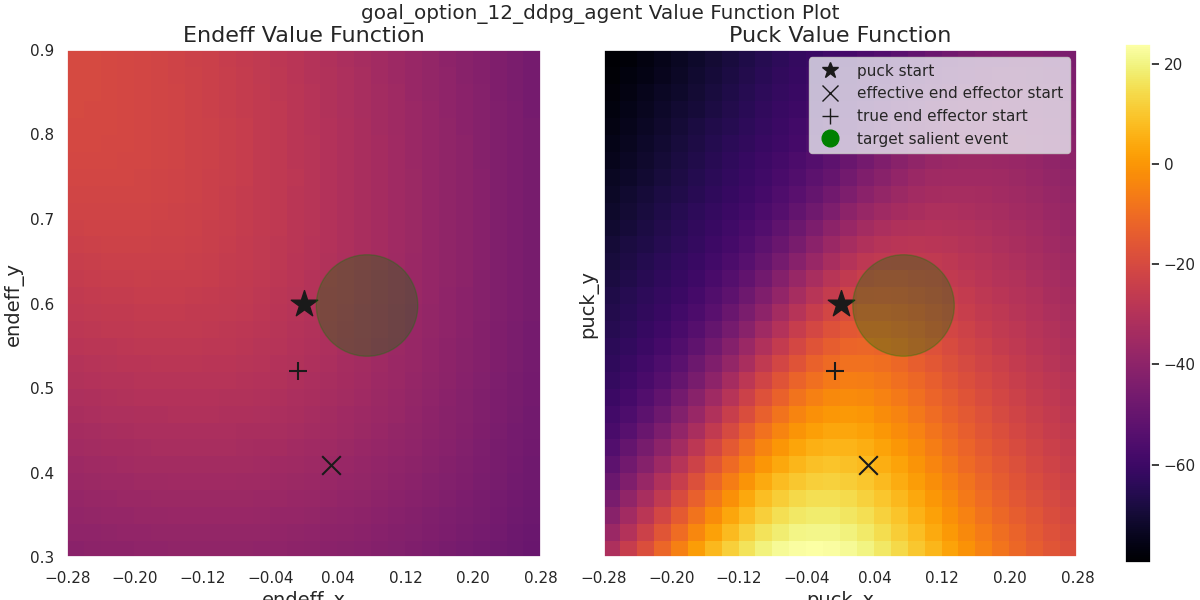 goal_option_12_ddpg_agent Value Function Plot
Endeff Value Function
Puck Value Function
0.9
0.8
0.7
0.6
0.5
0.4
0.3
endeff_y
−0.28 −0.20 −0.12 −0.04 0.04 0.12 0.20 0.28
endeff_x
puck_y
puck start
effective end effector start
true end effector start
target salient event
−0.28 −0.20 −0.12 −0.04 0.04 0.12 0.20 0.28
puck_x
20
0
−20
−40
−60